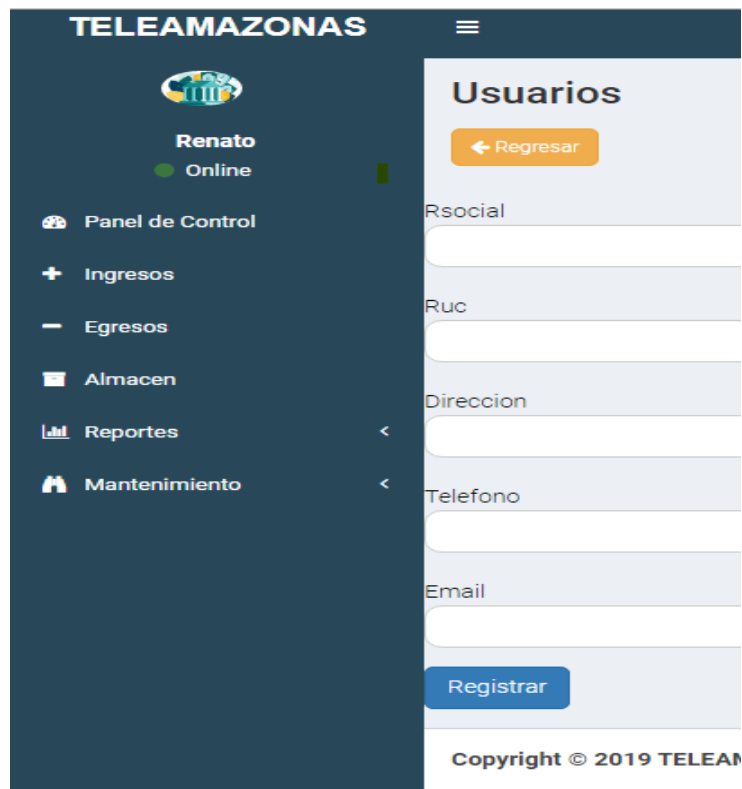 TELEAMAZONAS
Renato
Online
Panel de Control
Ingresos
Egresos
Almacen
Reportes
Mantenimiento
Usuarios
Regresar
Rsocial
Ruc
Direccion
Telefono
Email
Registrar
Copyright © 2019